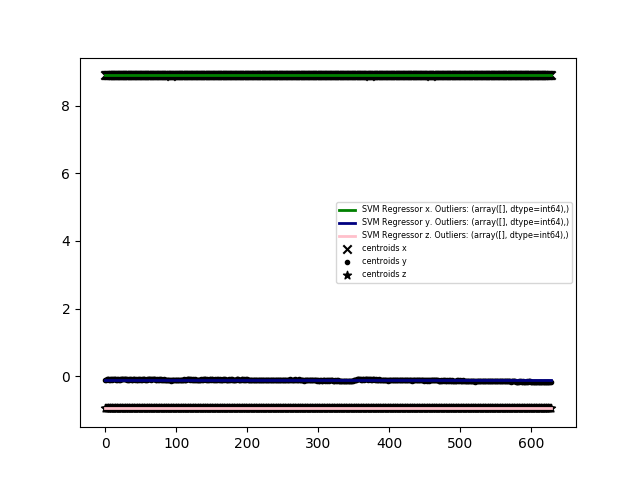 8
6
SVM Regressor x. Outliers: (array([], dtype=int64),)
SVM Regressor y. Outliers: (array([], dtype=int64),)
SVM Regressor z. Outliers: (array([], dtype=int64),)
4
centroids x
centroids y
centroids z
2
0
0 100 200 300 400 500 600